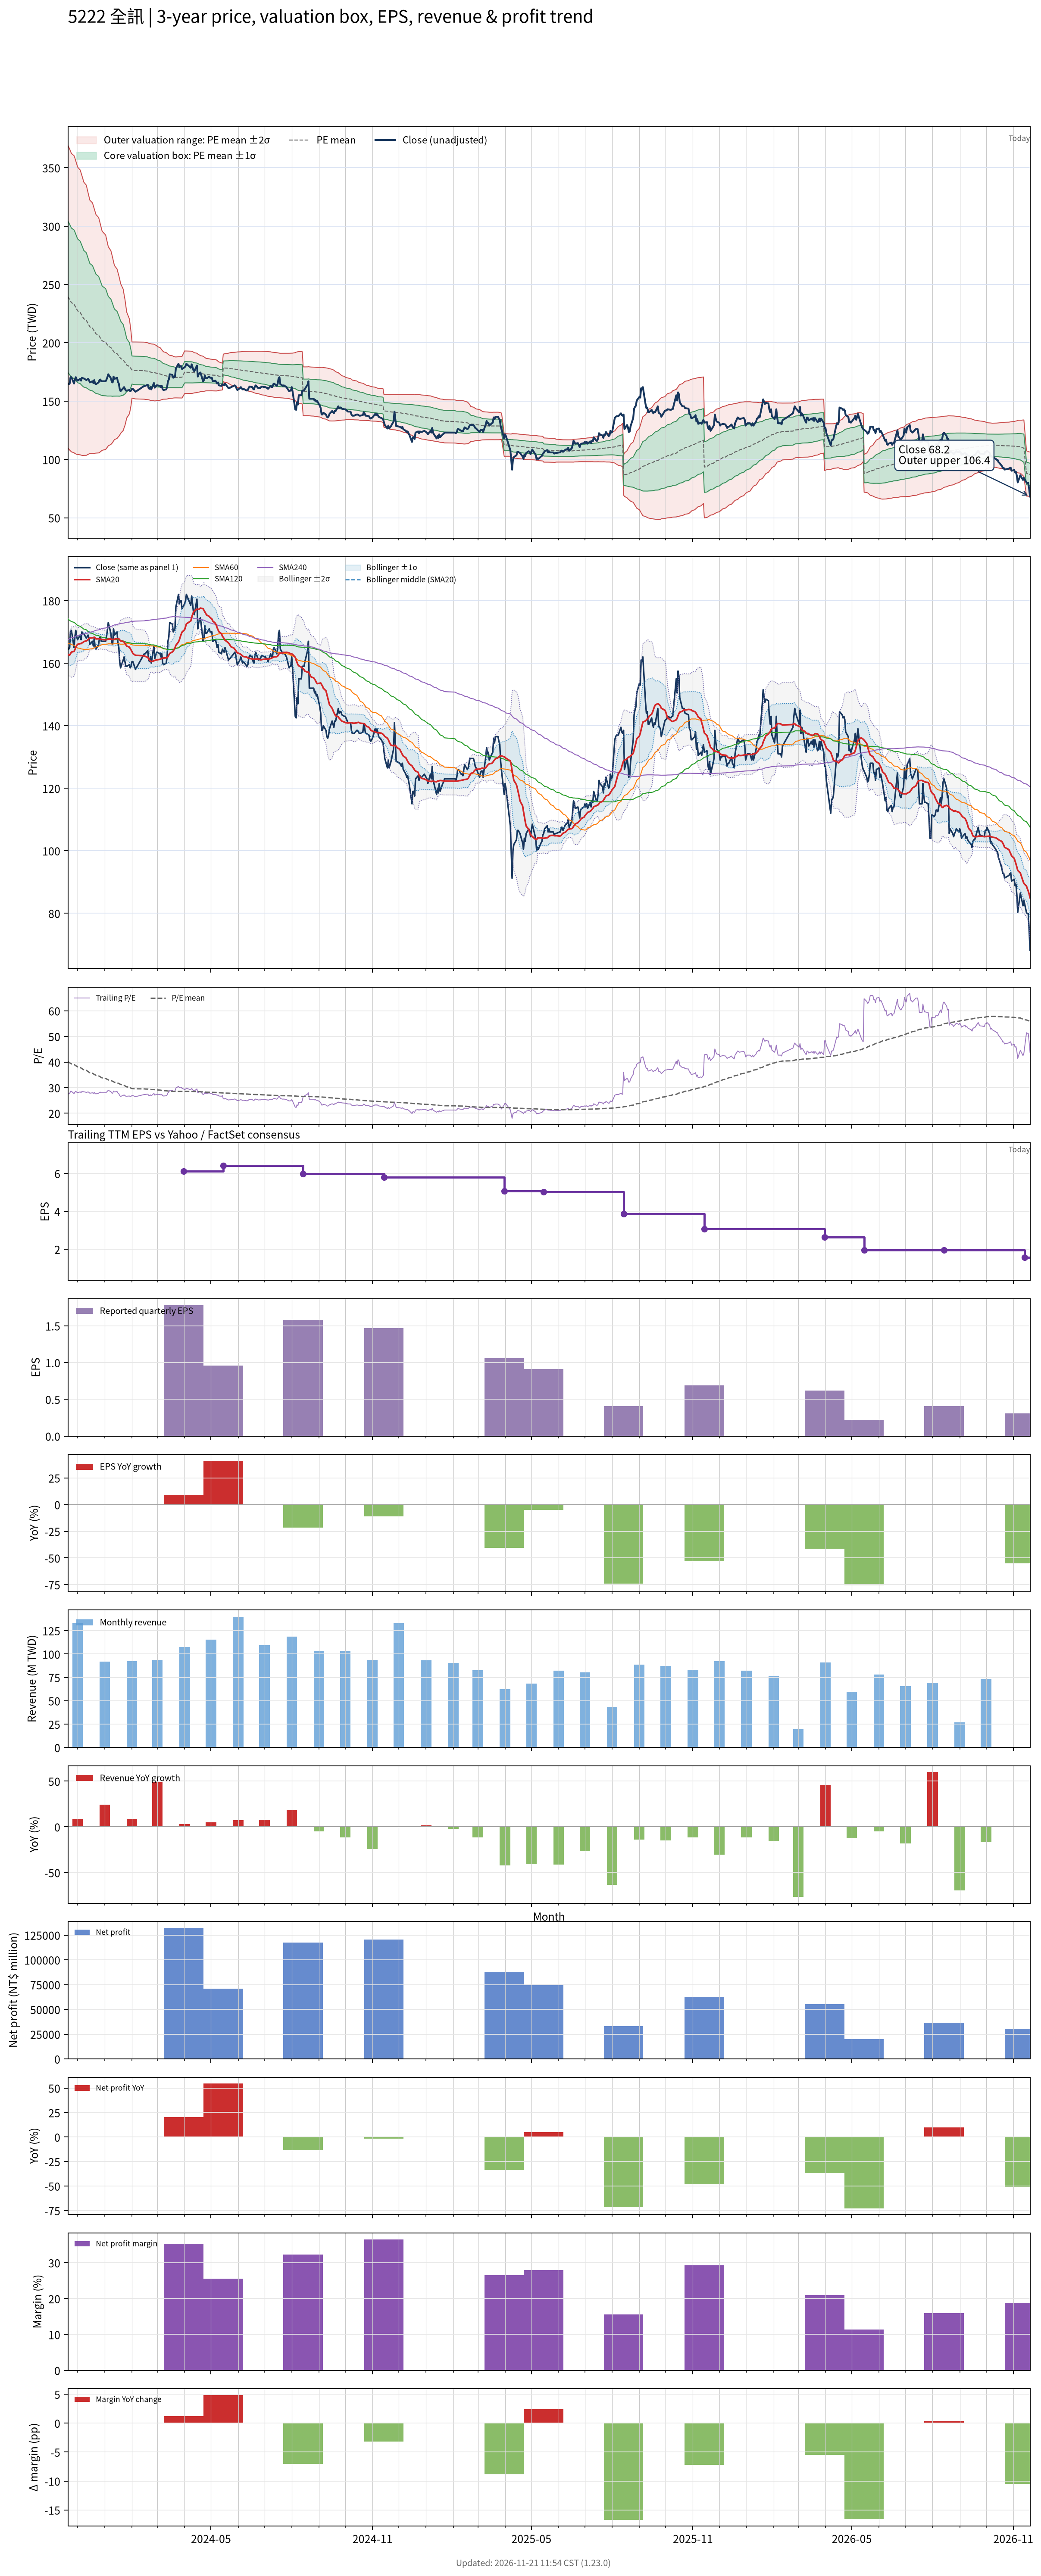 5222 全訊 | 3-year price, valuation box, EPS, revenue & profit trend
Outer valuation range: PE mean ±2σ
Core valuation box: PE mean ±1σ
PE mean
Close (unadjusted)
Today
Price (TWD)
350
300
250
200
150
100
50
Close 68.2
Outer upper 106.4
Close (same as panel 1)
SMA20
SMA60
SMA120
SMA240
Bollinger ±2σ
Bollinger ±1σ
Bollinger middle (SMA20)
Price
180
160
140
120
100
80
Trailing P/E
P/E mean
P/E
60
50
40
30
20
Trailing TTM EPS vs Yahoo / FactSet consensus
Today
EPS
6
4
2
Reported quarterly EPS
EPS
1.5
1.0
0.5
0.0
EPS YoY growth
YoY (%)
25
0
-25
-50
-75
Monthly revenue
Revenue (M TWD)
125
100
75
50
25
0
Revenue YoY growth
YoY (%)
50
0
-50
Month
Net profit
Net profit (NT$ million)
125000
100000
75000
50000
25000
0
Net profit YoY
YoY (%)
50
25
0
-25
-50
-75
Net profit margin
Margin (%)
30
20
10
0
Margin YoY change
Δ margin (pp)
5
0
-5
-10
-15
2024-05
2024-11
2025-05
2025-11
2026-05
2026-11
Updated: 2026-11-21 11:54 CST (1.23.0)